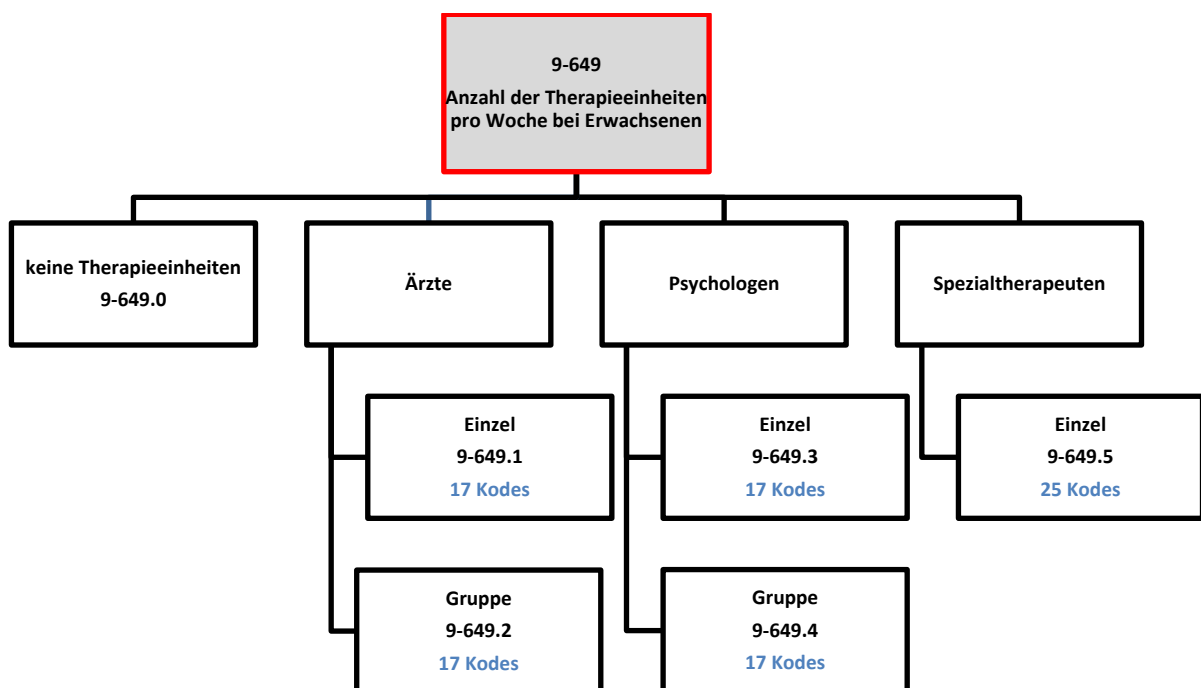 9-649
Anzahl der Therapieeinheiten
pro Woche bei Erwachsenen
keine Therapieeinheiten
9-649.0
Ärzte
Psychologen
Spezialtherapeuten
Einzel
9-649.1
17 Kodes
Einzel
9-649.3
17 Kodes
Einzel
9-649.5
25 Kodes
Gruppe
9-649.2
17 Kodes
Gruppe
9-649.4
17 Kodes